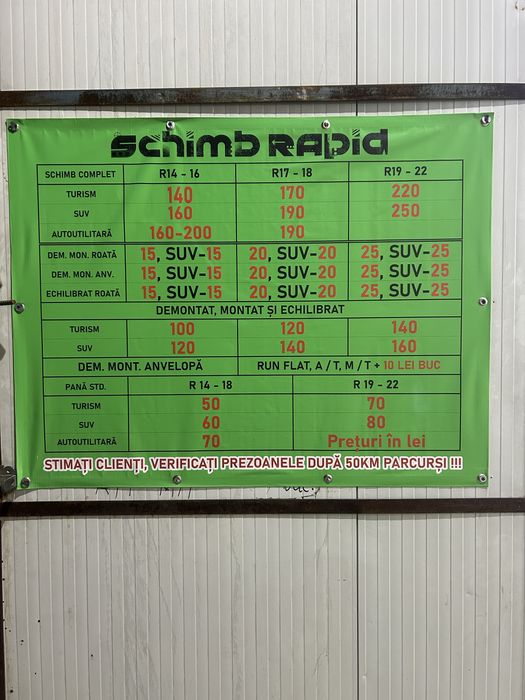 Schimb Rapid
SCHIMB COMPLET R14 - 16 R17 - 18 R19 - 22
TURISM 140 170 220
SUV 160 190 250
AUTOUTILITARĂ 160-200 190
DEM. MON. ROATĂ 15, SUV-15 20, SUV-20 25, SUV-25
DEM. MON. ANV. 15, SUV-15 20, SUV-20 25, SUV-25
ECHILIBRAT ROATĂ 15, SUV-15 20, SUV-20 25, SUV-25
DEMONTAT, MONTAT ȘI ECHILIBRAT
TURISM 100 120 140
SUV 120 140 160
DEM. MONT. ANVELOPĂ RUN FLAT, A / T, M / T + 10 LEI BUC
PANĂ STD. R 14 - 18 R 19 - 22
TURISM 50 70
SUV 60 80
AUTOUTILITARĂ 70 Prețuri în lei
STIMAȚI CLIENȚI, VERIFICAȚI PREZOANELE DUPĂ 50KM PARCURȘI !!!